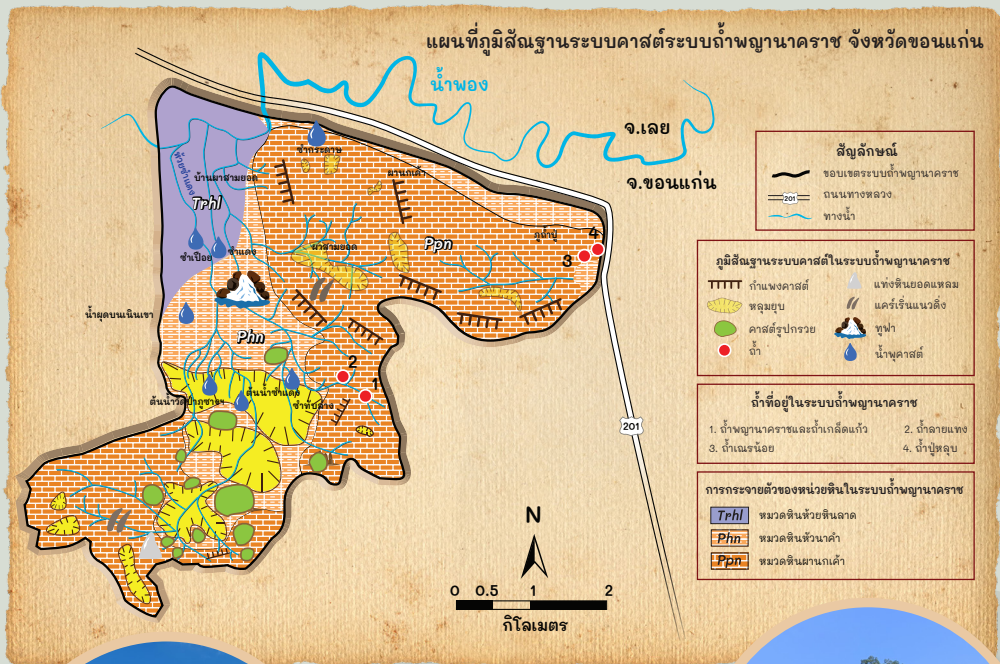 แผนที่ภูมิสัณฐานระบบคาสต์ระบบถ้ำพญานาคราช จังหวัดขอนแก่น
น้ำพอง
จ.เลย
จ.ขอนแก่น
ซำกระดาษ
ผานกเค้า
ห้วยซำแดง
บ้านผาสามยอด
Trhl
Ppn
ภูถ้ำปู่
4
3
ซำเปือย
ซำแดง
ผาสามยอด
น้ำผุดบนเนินเขา
Phn
2
1
ต้นน้ำซำแดง
201
N
0 0.5 1 2
กิโลเมตร
สัญลักษณ์
ขอบเขตระบบถ้ำพญานาคราช
201 ถนนทางหลวง
ทางน้ำ
ภูมิสัณฐานระบบคาสต์ในระบบถ้ำพญานาคราช
กำแพงคาสต์
แท่งหินยอดแหลม
หลุมยุบ
แคร์เริ่นแนวดิ่ง
คาสต์รูปกรวย
ทูฟา
ถ้ำ
น้ำพุคาสต์
ถ้ำที่อยู่ในระบบถ้ำพญานาคราช
1. ถ้ำพญานาคราชและถ้ำเกล็ดแก้ว 2. ถ้ำลายแทง
3. ถ้ำเณรน้อย 4. ถ้ำปู่หลุบ
การกระจายตัวของหน่วยหินในระบบถ้ำพญานาคราช
Trhl หมวดหินห้วยหินลาด
Phn หมวดหินหัวนาคำ
Ppn หมวดหินผานกเค้า